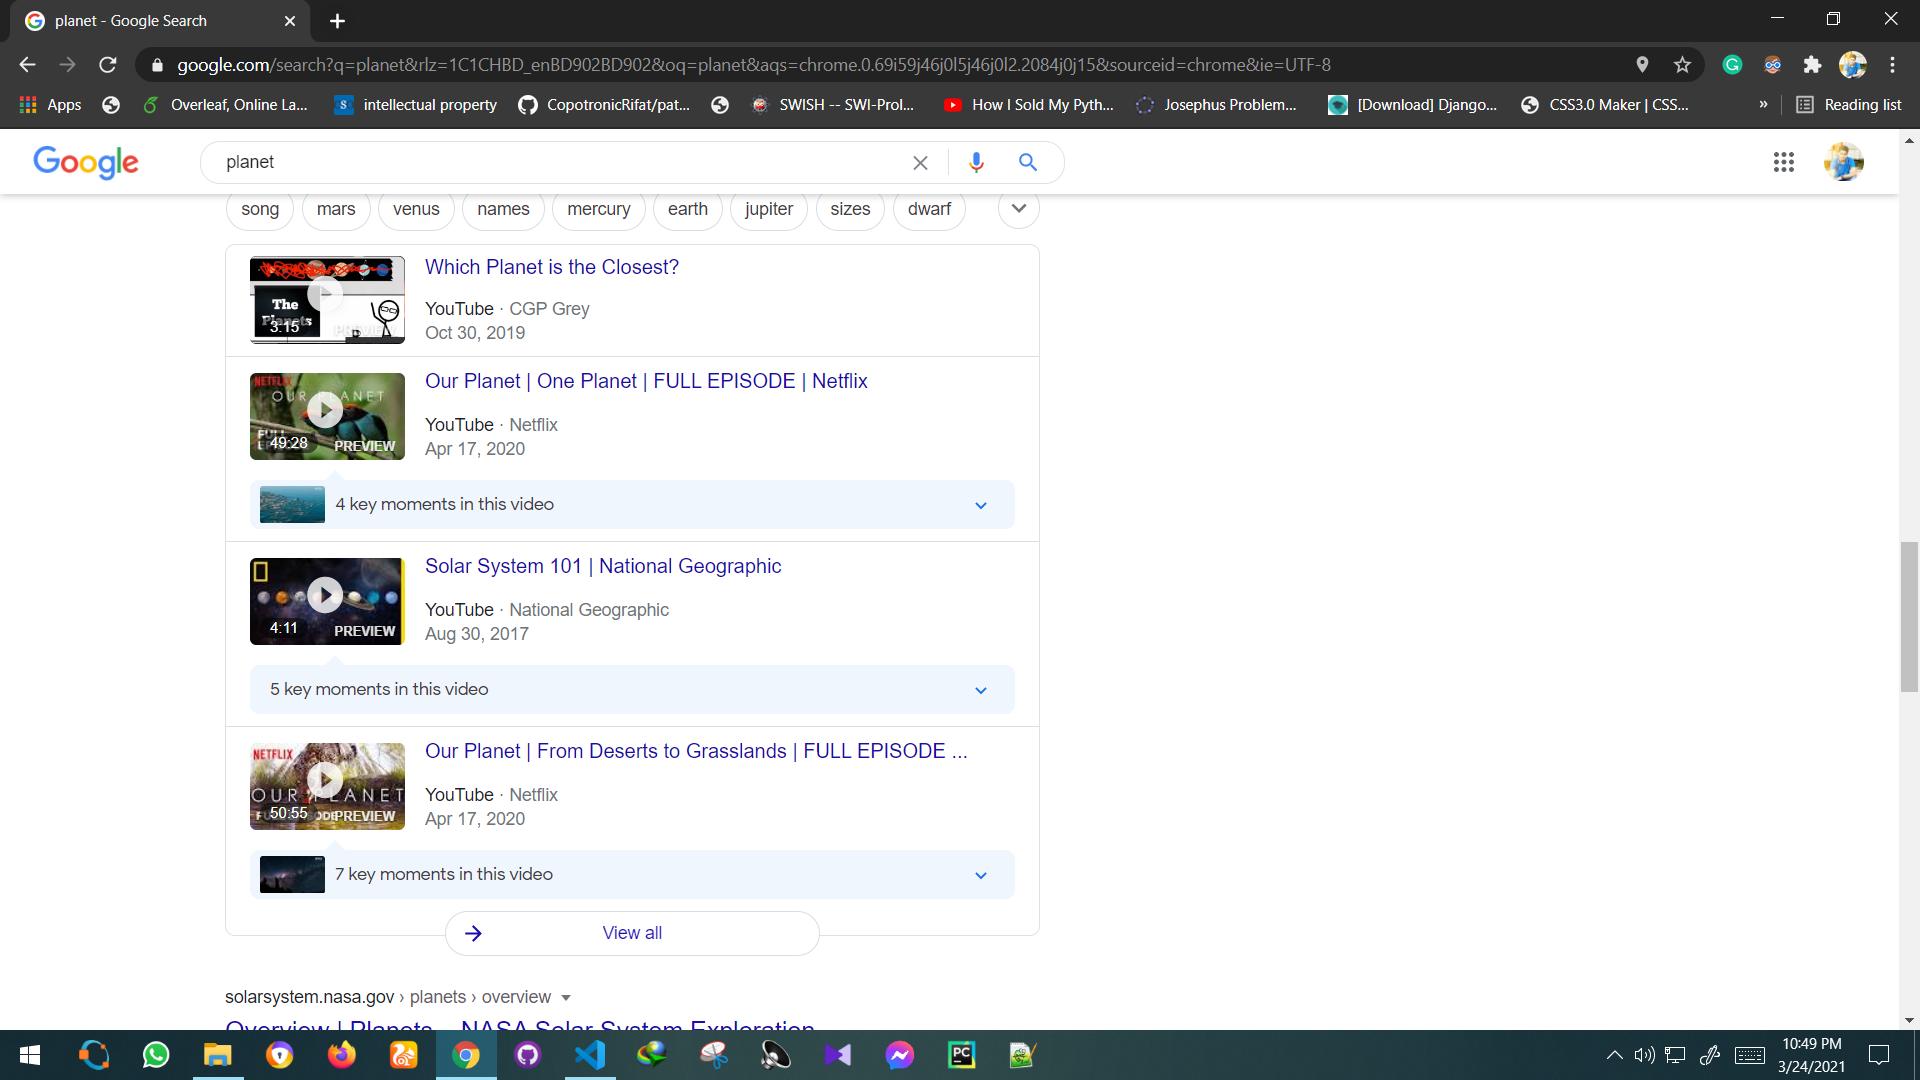 planet - Google Search
google.com/search?q=planet&rlz=1C1CHBD_enBD902BD902&oq=planet&aqs=chrome.0.69i59j46j0l5j46j0l2.2084j0j15&sourceid=chrome&ie=UTF-8
Apps
Overleaf, Online La...
intellectual property
CopotronicRifat/pat...
SWISH -- SWI-Prol...
How I Sold My Pyth...
Josephus Problem...
[Download] Django...
CSS3.0 Maker | CSS...
»
Reading list
Google
planet
song
mars
venus
names
mercury
earth
jupiter
sizes
dwarf
The
Planets
3:15
PREVIEW
Which Planet is the Closest?
YouTube · CGP Grey
Oct 30, 2019
NETFLIX
OUR PLANET
49:28
PREVIEW
Our Planet | One Planet | FULL EPISODE | Netflix
YouTube · Netflix
Apr 17, 2020
4 key moments in this video
4:11
PREVIEW
Solar System 101 | National Geographic
YouTube · National Geographic
Aug 30, 2017
5 key moments in this video
NETFLIX
OUR PLANET
50:55
PREVIEW
Our Planet | From Deserts to Grasslands | FULL EPISODE ...
YouTube · Netflix
Apr 17, 2020
7 key moments in this video
View all
solarsystem.nasa.gov › planets › overview
Overview | Planets – NASA Solar System Exploration
10:49 PM
3/24/2021